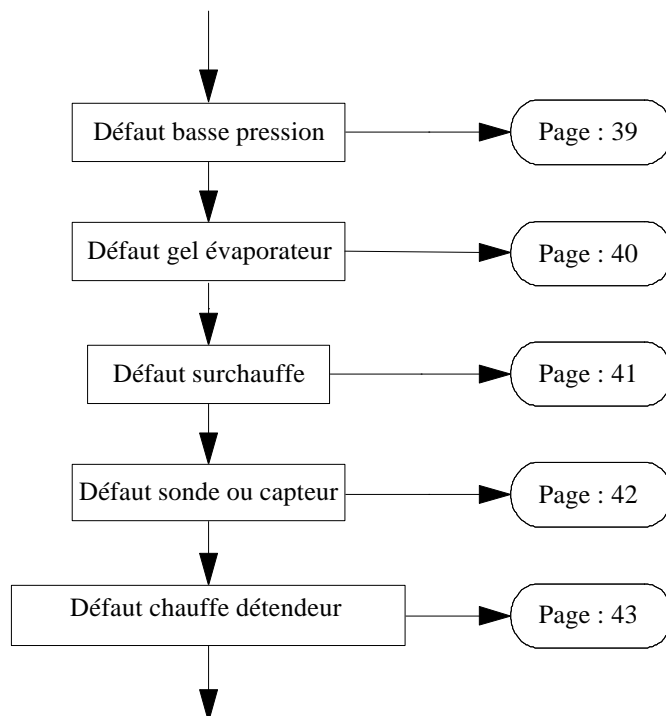 Défaut basse pression
Page : 39
Défaut gel évaporateur
Page : 40
Défaut surchauffe
Page : 41
Défaut sonde ou capteur
Page : 42
Défaut chauffe détendeur
Page : 43